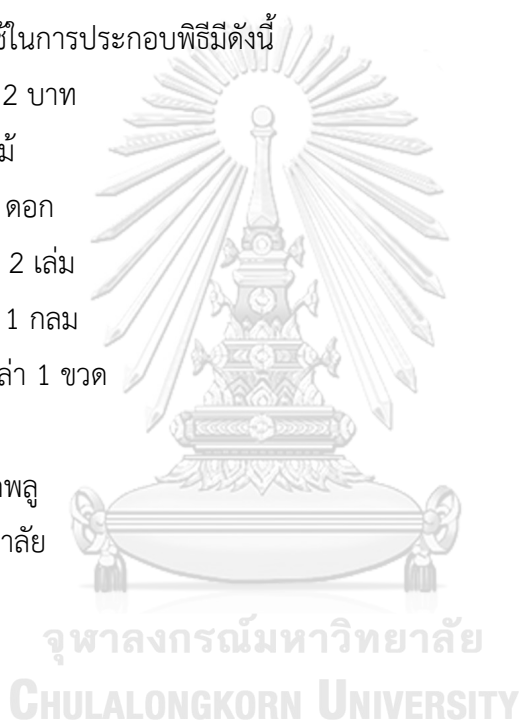 ช้ในการประกอบพิธีมีดังนี้
2 บาท
ม้
ดอก
2 เล่ม
1 กลม
ล่า 1 ขวด
พลู
าลัย
จุฬาลงกรณ์มหาวิทยาลัย
CHULALONGKORN UNIVERSITY